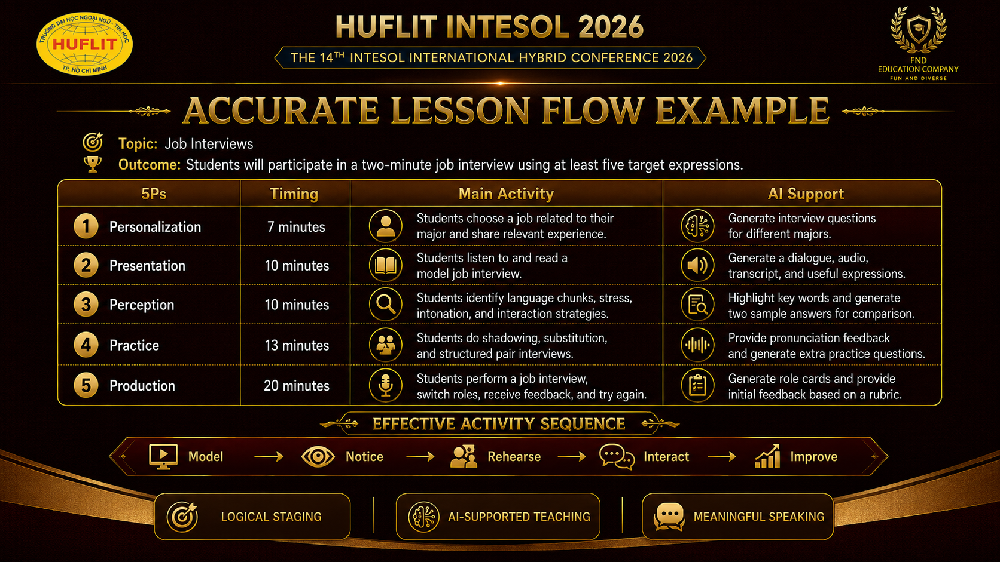 TRƯỜNG ĐẠI HỌC NGOẠI NGỮ - TIN HỌC
HUFLIT
TP. HỒ CHÍ MINH
HUFLIT INTESOL 2026
THE 14TH INTESOL INTERNATIONAL HYBRID CONFERENCE 2026
FND
EDUCATION COMPANY
FUN AND DIVERSE
ACCURATE LESSON FLOW EXAMPLE
Topic: Job Interviews
Outcome: Students will participate in a two-minute job interview using at least five target expressions.
5Ps Timing Main Activity AI Support
1 Personalization 7 minutes
Students choose a job related to their
major and share relevant experience.
Generate interview questions
for different majors.
2 Presentation 10 minutes
Students listen to and read a
model job interview.
Generate a dialogue, audio,
transcript, and useful expressions.
3 Perception 10 minutes
Students identify language chunks, stress,
intonation, and interaction strategies.
Highlight key words and generate
two sample answers for comparison.
4 Practice 13 minutes
Students do shadowing, substitution,
and structured pair interviews.
Provide pronunciation feedback
and generate extra practice questions.
5 Production 20 minutes
Students perform a job interview,
switch roles, receive feedback, and try again.
Generate role cards and provide
initial feedback based on a rubric.
EFFECTIVE ACTIVITY SEQUENCE
Model → Notice → Rehearse → Interact → Improve
LOGICAL STAGING
AI-SUPPORTED TEACHING
MEANINGFUL SPEAKING